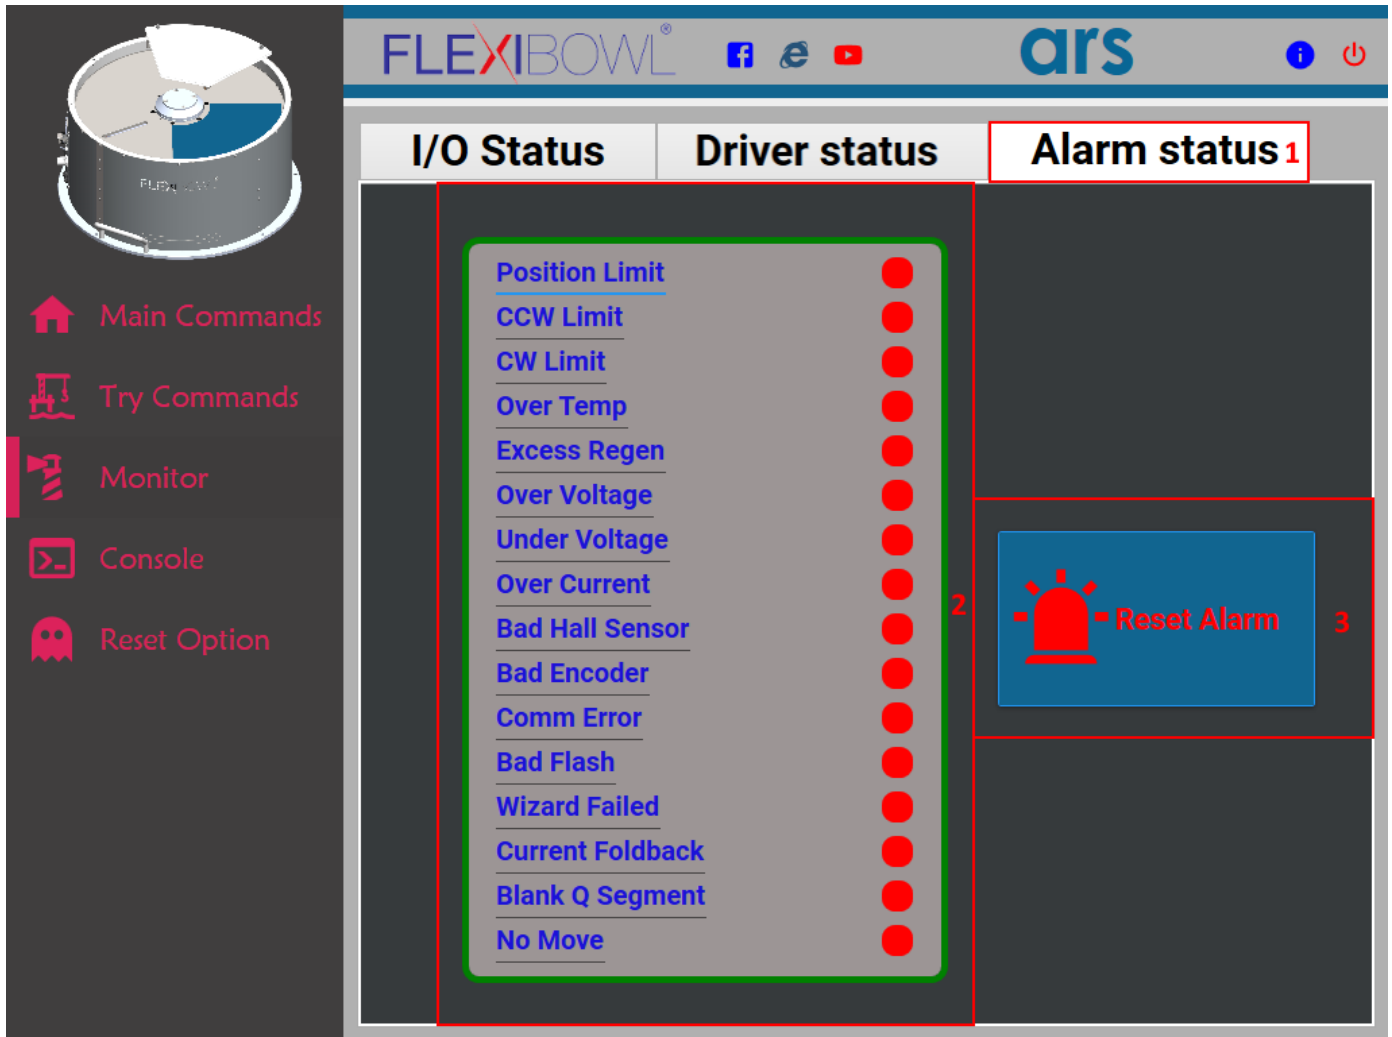 FLEXIBOWL®
ars
I/O Status
Driver status
Alarm status 1
Main Commands
Try Commands
Monitor
Console
Reset Option
Position Limit
CCW Limit
CW Limit
Over Temp
Excess Regen
Over Voltage
Under Voltage
Over Current
Bad Hall Sensor
Bad Encoder
Comm Error
Bad Flash
Wizard Failed
Current Foldback
Blank Q Segment
No Move
2
Reset Alarm
3